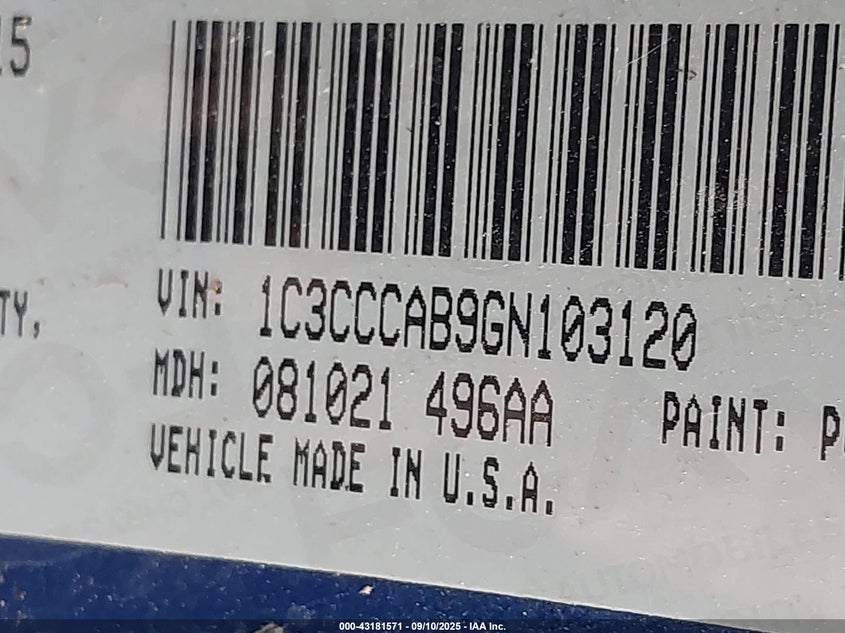 15
VIN: 1C3CCCAB9GN103120
TY,
MDH: 081021 496AA PAINT: P
VEHICLE MADE IN U.S.A.
000-43181571 - 09/10/2025 - IAA Inc.